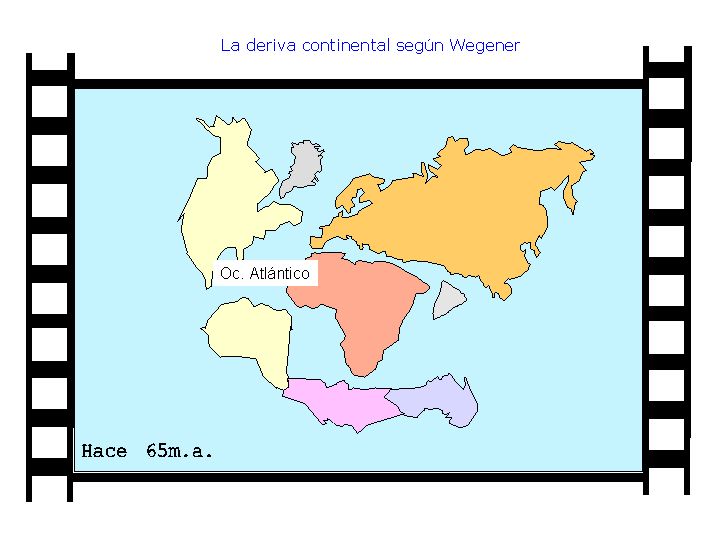 La deriva continental según Wegener
Oc. Atlántico
Hace 65m.a.